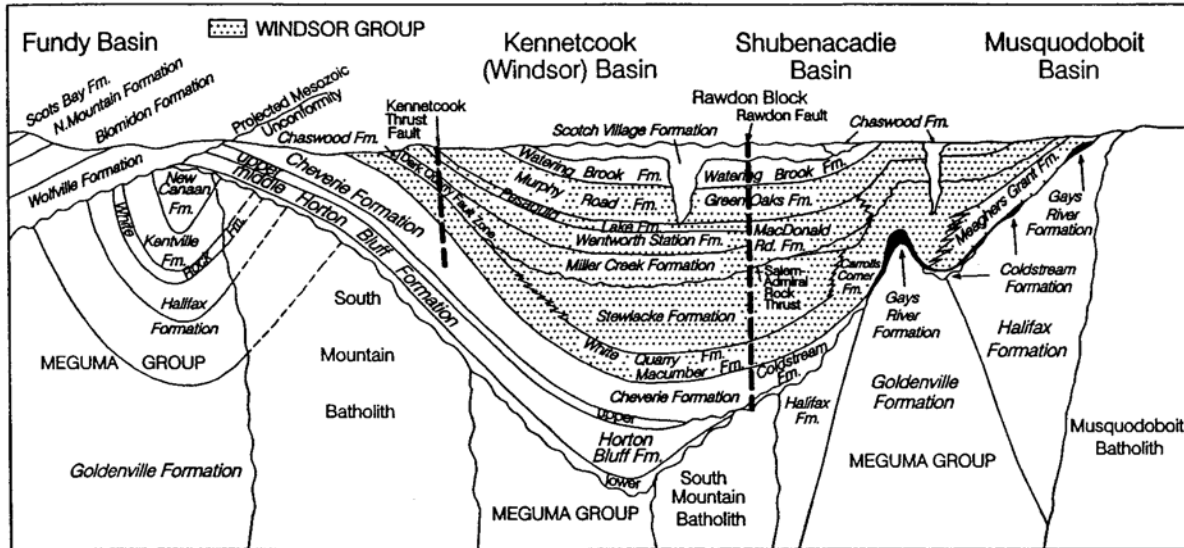 Fundy Basin
WINDSOR GROUP
Kennetcook
(Windsor) Basin
Shubenacadie
Basin
Musquodoboit
Basin
Scots Bay Fm.
N.Mountain Formation
Blomidon Formation
Projected Mesozoic
Unconformity
Kennetcook
Thrust
Fault
Rawdon Block
Rawdon Fault
Scotch Village Formation
Chaswood Fm.
Chaswood Fm.
Wolfville Formation
New
Canaan
Fm.
White
Rock
Fm.
Kentville
Fm.
Halifax
Formation
MEGUMA GROUP
Goldenville Formation
upper
middle
Cheverie Formation
Horton
Bluff
Formation
South
Mountain
Batholith
Fault Zone
Watering Brook Fm.
Watering Brook Fm.
Murphy
Road Fm.
Green Oaks Fm.
Pesaquid
Lake Fm.
Wentworth Station Fm.
MacDonald
Rd. Fm.
Miller Creek Formation
Salem-
Admiral
Rock
Thrust
Carrolls
Corner
Fm.
Stewiacke Formation
White Quarry Fm.
Macumber Fm.
Coldstream
Fm.
Cheverie Formation
upper
Horton
Bluff Fm.
lower
MEGUMA GROUP
South
Mountain
Batholith
Halifax
Fm.
Meaghers Grant Fm.
Gays
River
Formation
Coldstream
Formation
Gays
River
Formation
Halifax
Formation
Goldenville
Formation
MEGUMA GROUP
Musquodoboit
Batholith